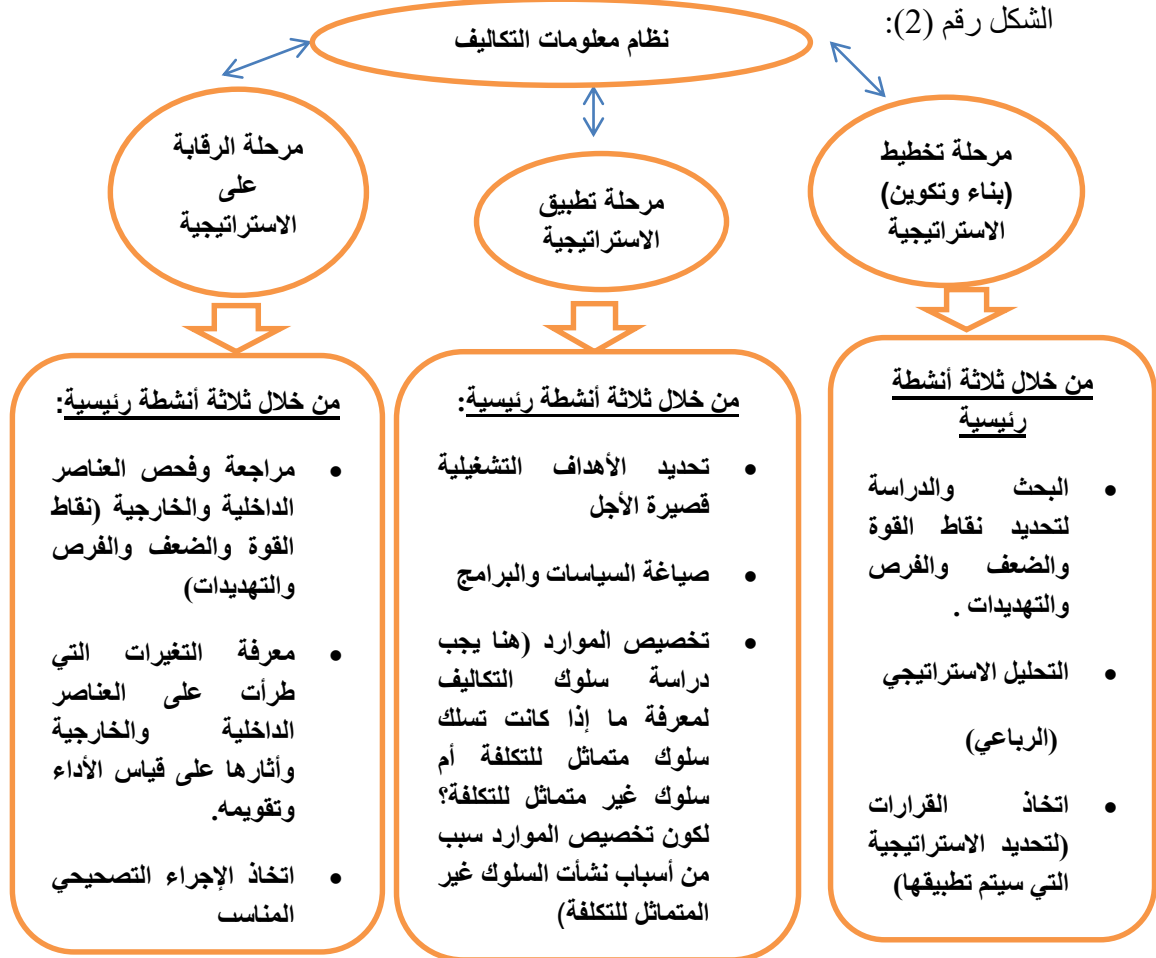 الشكل رقم (2):
نظام معلومات التكاليف
مرحلة تخطيط
(بناء وتكوين)
الاستراتيجية
مرحلة تطبيق
الاستراتيجية
مرحلة الرقابة
على
الاستراتيجية
من خلال ثلاثة أنشطة
رئيسية
• البحث والدراسة
لتحديد نقاط القوة
والضعف والفرص
والتهديدات .
• التحليل الاستراتيجي
(الرباعي)
• اتخاذ القرارات
(لتحديد الاستراتيجية
التي سيتم تطبيقها)
من خلال ثلاثة أنشطة رئيسية:
• تحديد الأهداف التشغيلية
قصيرة الأجل
• صياغة السياسات والبرامج
• تخصيص الموارد (هنا يجب
دراسة سلوك التكاليف
لمعرفة ما إذا كانت تسلك
سلوك متماثل للتكلفة أم
سلوك غير متماثل للتكلفة؟
لكون تخصيص الموارد سبب
من أسباب نشأت السلوك غير
المتماثل للتكلفة)
من خلال ثلاثة أنشطة رئيسية:
• مراجعة وفحص العناصر
الداخلية والخارجية (نقاط
القوة والضعف والفرص
والتهديدات)
• معرفة التغيرات التي
طرأت على العناصر
الداخلية والخارجية
وأثارها على قياس الأداء
وتقويمه.
• اتخاذ الإجراء التصحيحي
المناسب